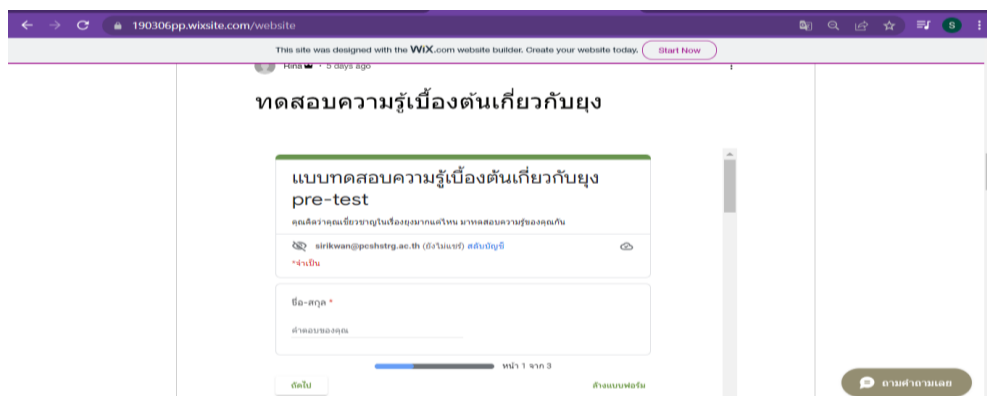 190306pp.wixsite.com/website
This site was designed with the WiX.com website builder. Create your website today. Start Now
Rina · 5 days ago
ทดสอบความรู้เบื้องต้นเกี่ยวกับยุง
แบบทดสอบความรู้เบื้องต้นเกี่ยวกับยุง
pre-test
คุณคิดว่าคุณเชี่ยวชาญในเรื่องยุงมากแค่ไหน มาทดสอบความรู้ของคุณกัน
sirikwan@pcshstrg.ac.th (ยังไม่แชร์) สลับบัญชี
*จำเป็น
ชื่อ-สกุล *
คำตอบของคุณ
หน้า 1 จาก 3
ถัดไป ล้างแบบฟอร์ม
ถามคำถามเลย
S